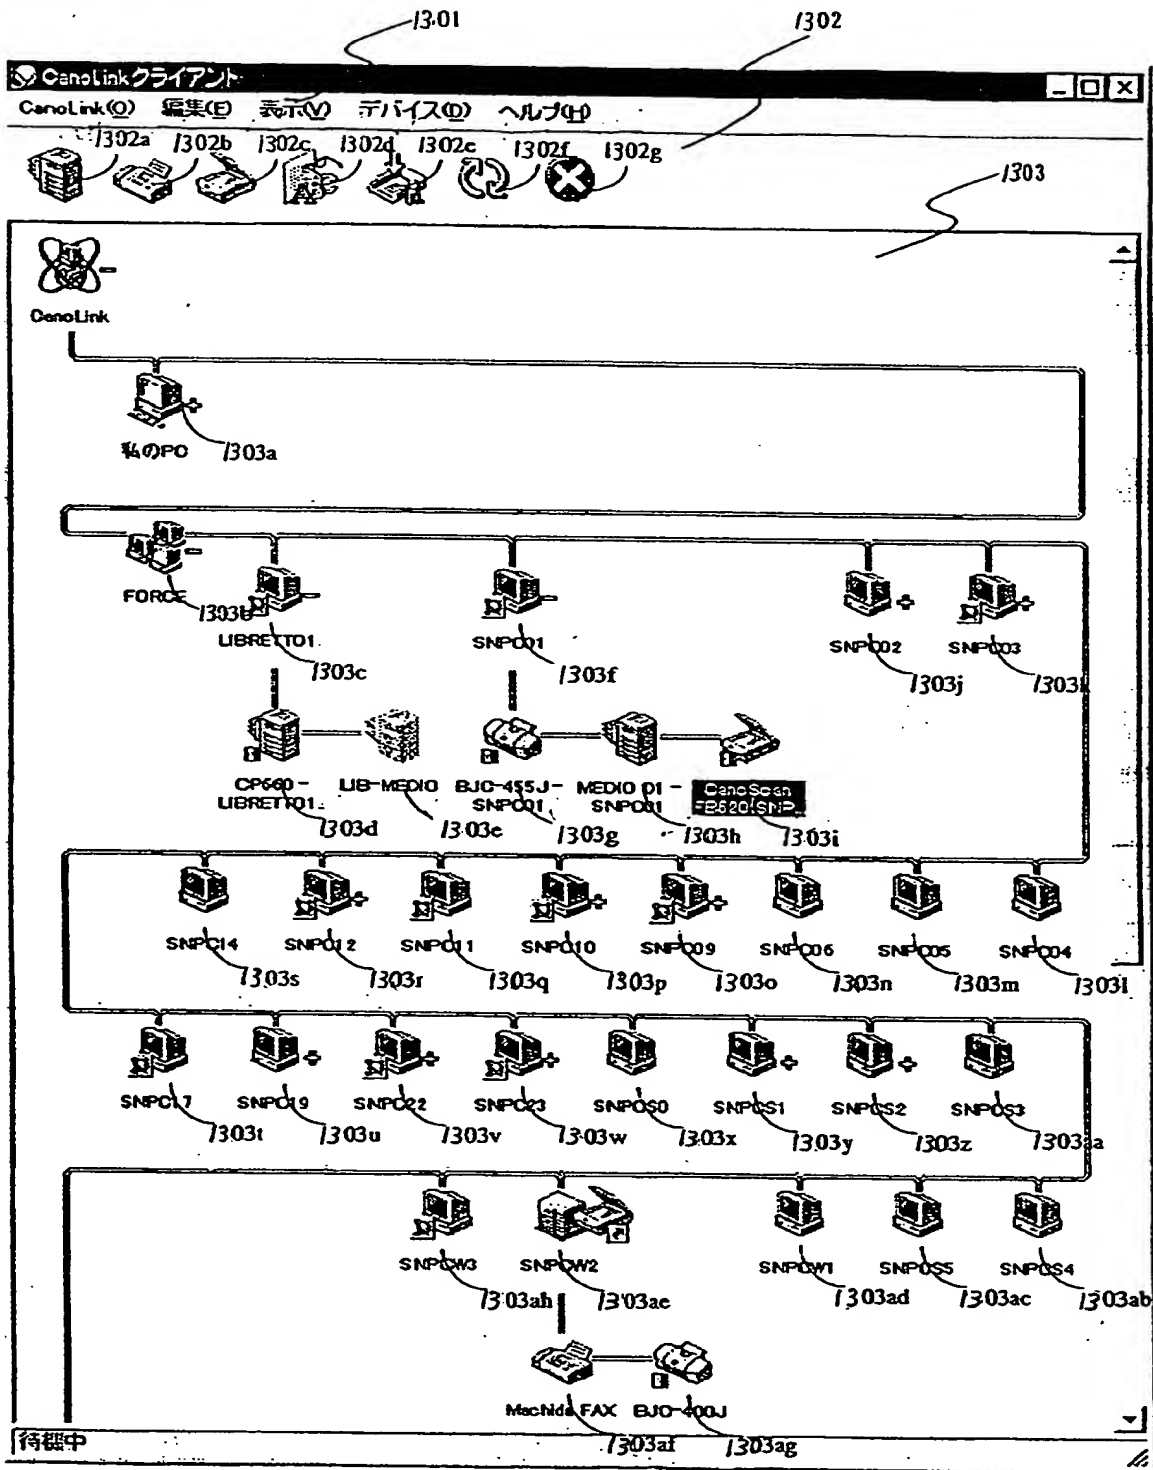 1301
1302
CanoLinkクライアント
CanoLink(O) 編集(E) 表示(V) デバイス(D) ヘルプ(H)
1302a 1302b 1302c 1302d 1302e 1302f 1302g
1303
CanoLink
私のPC 1303a
FORCE 1303b
LIBRETTO1 SNPC01 SNPC02 SNPC03
1303c 1303f 1303j 1303k
CP660- LIB-MEDIO BJC-455J- MEDIO 01- CanoScan
LIBRETTO1 SNPC01 SNPC01 FB620(SNP...
1303d 1303e 1303g 1303h 1303i
SNPC14 SNPC12 SNPC11 SNPC10 SNPC09 SNPC06 SNPC05 SNPC04
1303s 1303r 1303q 1303p 1303o 1303n 1303m 1303l
SNPC17 SNPC19 SNPC22 SNPC23 SNPCS0 SNPCS1 SNPCS2 SNPCS3
1303t 1303u 1303v 1303w 1303x 1303y 1303z 1303aa
SNPCW3 SNPCW2 SNPCW1 SNPCS5 SNPCS4
1303ah 1303ae 1303ad 1303ac 1303ab
Machida FAX BJC-400J
待機中 1303af 1303ag